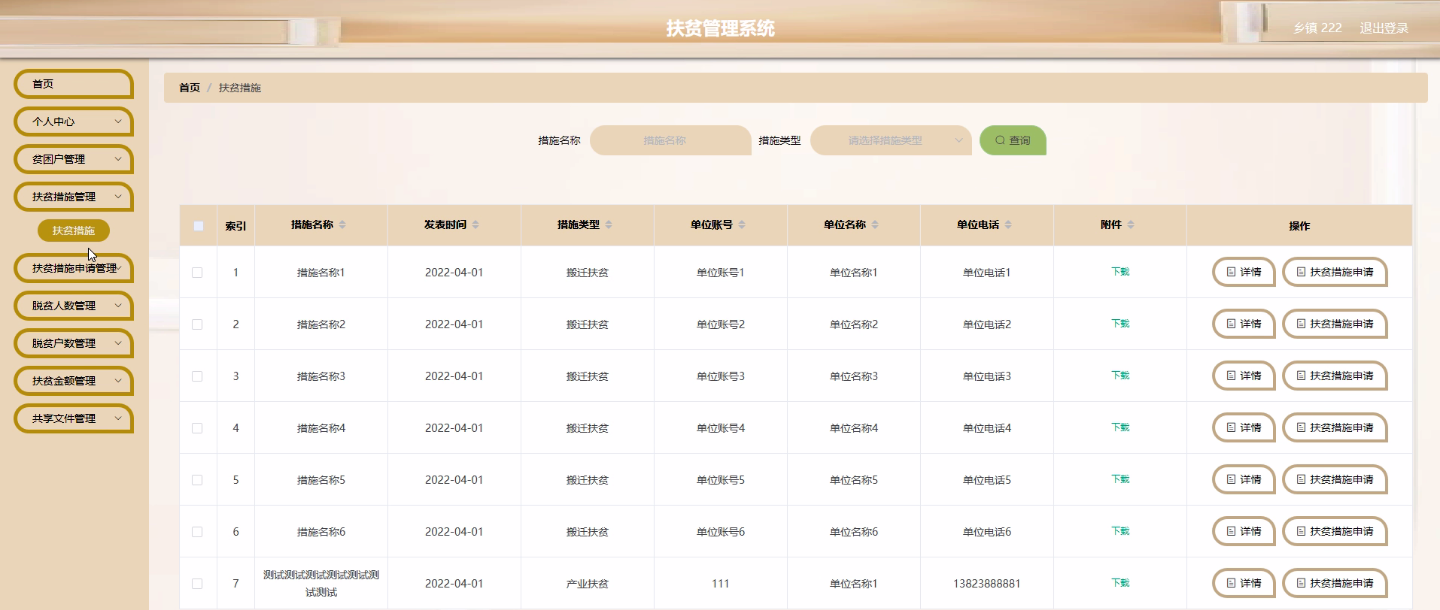 扶贫管理系统
乡镇 222 退出登录
首页
个人中心
贫困户管理
扶贫措施管理
扶贫措施
扶贫措施申请管理
脱贫人数管理
脱贫户数管理
扶贫金额管理
共享文件管理
首页 / 扶贫措施
措施名称 措施名称 措施类型 请选择措施类型 查询
索引 措施名称 发表时间 措施类型 单位账号 单位名称 单位电话 附件 操作
1 措施名称1 2022-04-01 搬迁扶贫 单位账号1 单位名称1 单位电话1 下载 详情 扶贫措施申请
2 措施名称2 2022-04-01 搬迁扶贫 单位账号2 单位名称2 单位电话2 下载 详情 扶贫措施申请
3 措施名称3 2022-04-01 搬迁扶贫 单位账号3 单位名称3 单位电话3 下载 详情 扶贫措施申请
4 措施名称4 2022-04-01 搬迁扶贫 单位账号4 单位名称4 单位电话4 下载 详情 扶贫措施申请
5 措施名称5 2022-04-01 搬迁扶贫 单位账号5 单位名称5 单位电话5 下载 详情 扶贫措施申请
6 措施名称6 2022-04-01 搬迁扶贫 单位账号6 单位名称6 单位电话6 下载 详情 扶贫措施申请
测试测试测试测试测试测
7 2022-04-01 产业扶贫 111 单位名称1 13823888881 下载 详情 扶贫措施申请
试测试